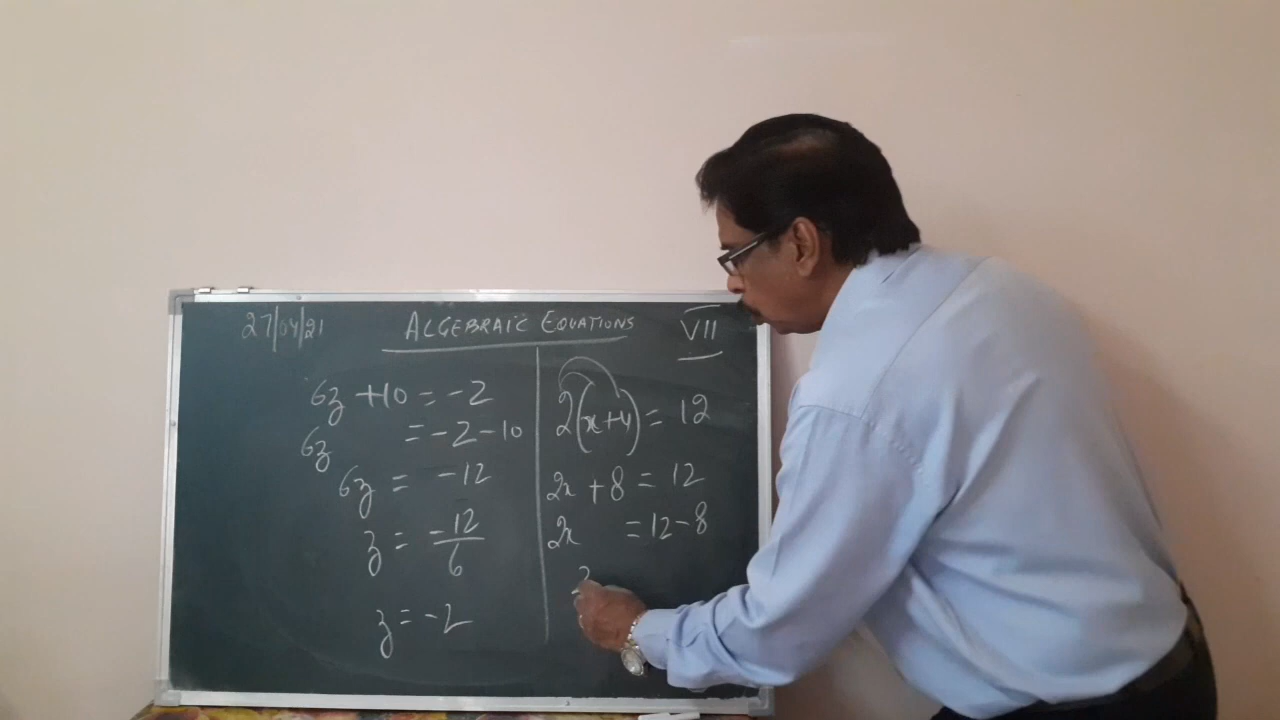 27/04/21
ALGEBRAIC EQUATIONS
VII
6z + 10 = -2
6z = -2 - 10
6z = -12
z = -12/6
z = -2
2(x+4) = 12
2x + 8 = 12
2x = 12 - 8
2